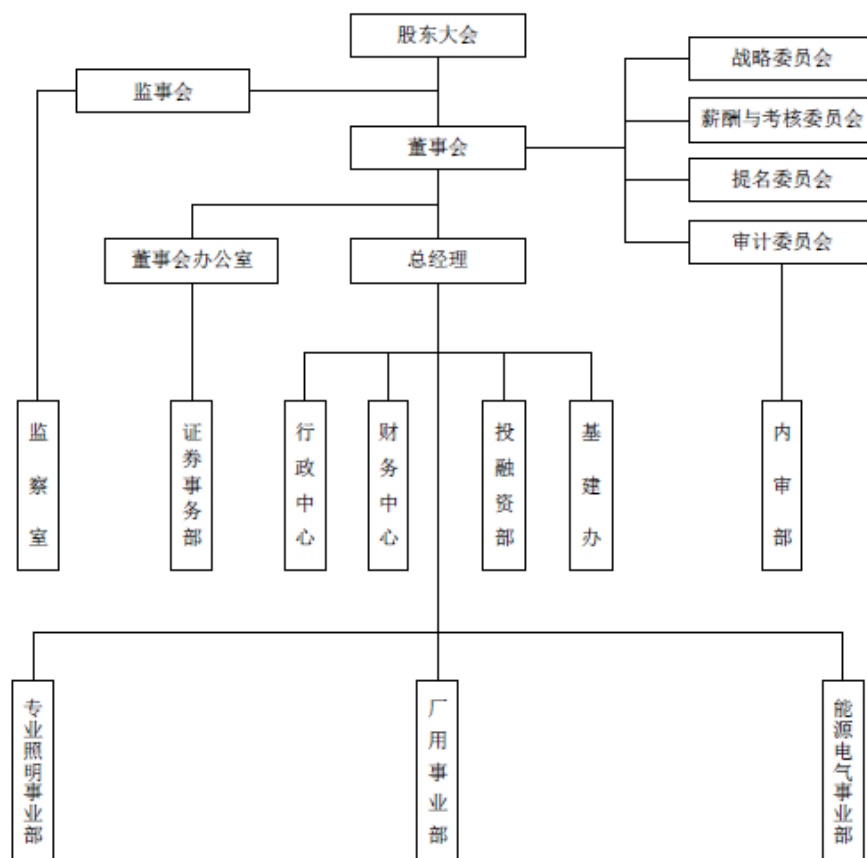 股东大会
战略委员会
监事会
薪酬与考核委员会
董事会
提名委员会
审计委员会
董事会办公室
总经理
监察室
证券事务部
行政中心
财务中心
投融资部
基建办
内审部
专业照明事业部
厂用事业部
能源电气事业部